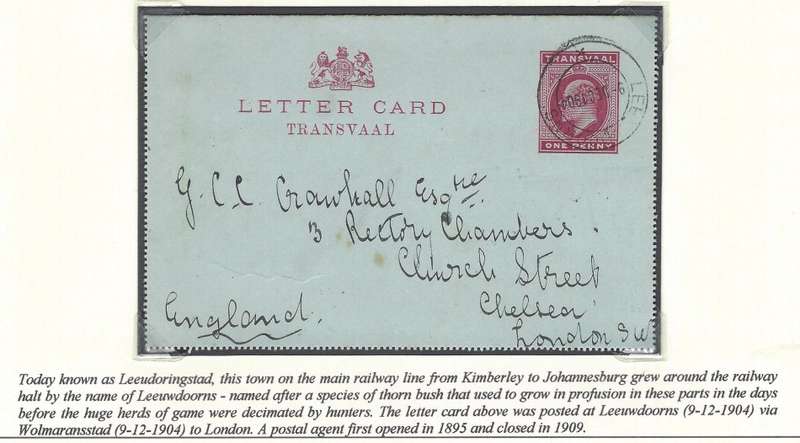 LETTER CARD
TRANSVAAL
TRANSVAAL
ONE PENNY
LEE
G. C. C. Crawhall Esqre
3 Rectory Chambers.
Church Street
Chelsea
London SW
England.
Today known as Leeudoringstad, this town on the main railway line from Kimberley to Johannesburg grew around the railway
halt by the name of Leeuwdoorns - named after a species of thorn bush that used to grow in profusion in these parts in the days
before the huge herds of game were decimated by hunters. The letter card above was posted at Leeuwdoorns (9-12-1904) via
Wolmaransstad (9-12-1904) to London. A postal agent first opened in 1895 and closed in 1909.